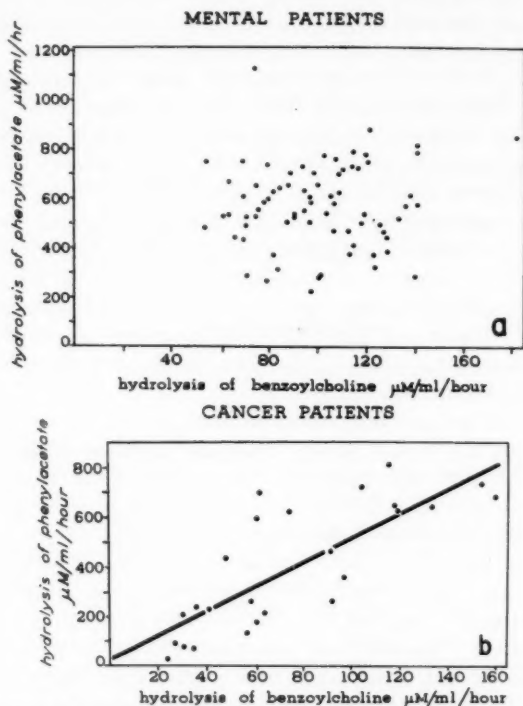 MENTAL PATIENTS
hydrolysis of phenylacetate μM/ml/hr
1200
1000
800
600
400
200
0
a
40 80 120 160
hydrolysis of benzoylcholine μM/ml/hour
CANCER PATIENTS
hydrolysis of phenylacetate
μM/ml/hour
800
600
400
200
0
b
20 40 60 80 100 120 140 160
hydrolysis of benzoylcholine μM/ml/hour